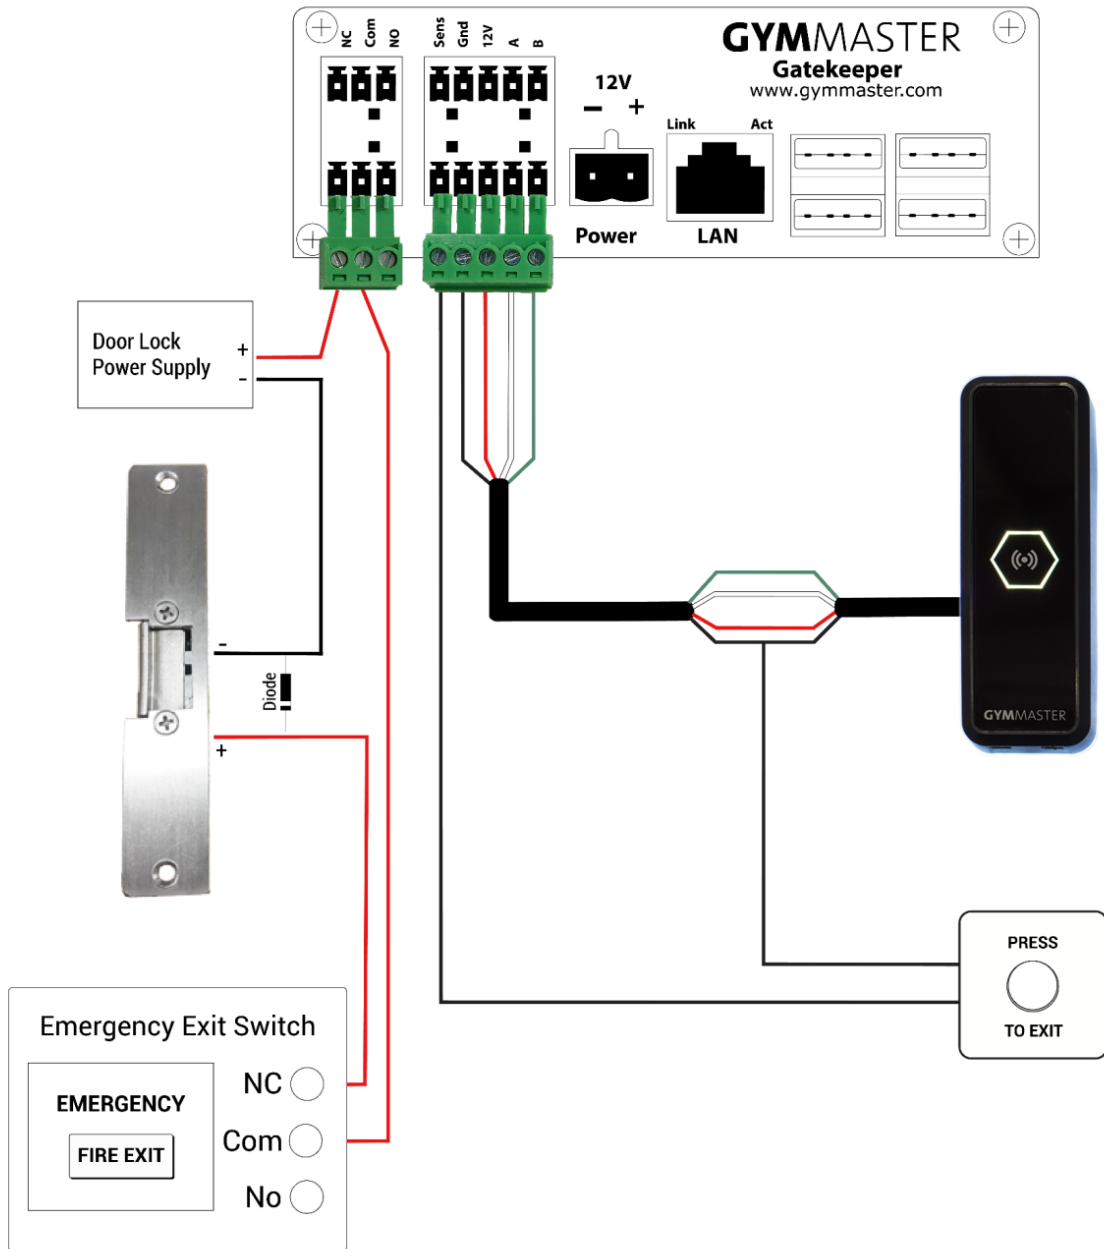 NC
Com
NO
Sens
Gnd
12V
A
B
GYMMASTER
Gatekeeper
www.gymmaster.com
12V
− +
Link Act
Power
LAN
Door Lock
Power Supply
+
-
-
Diode
+
GYMMASTER
PRESS
TO EXIT
Emergency Exit Switch
EMERGENCY
FIRE EXIT
NC
Com
No